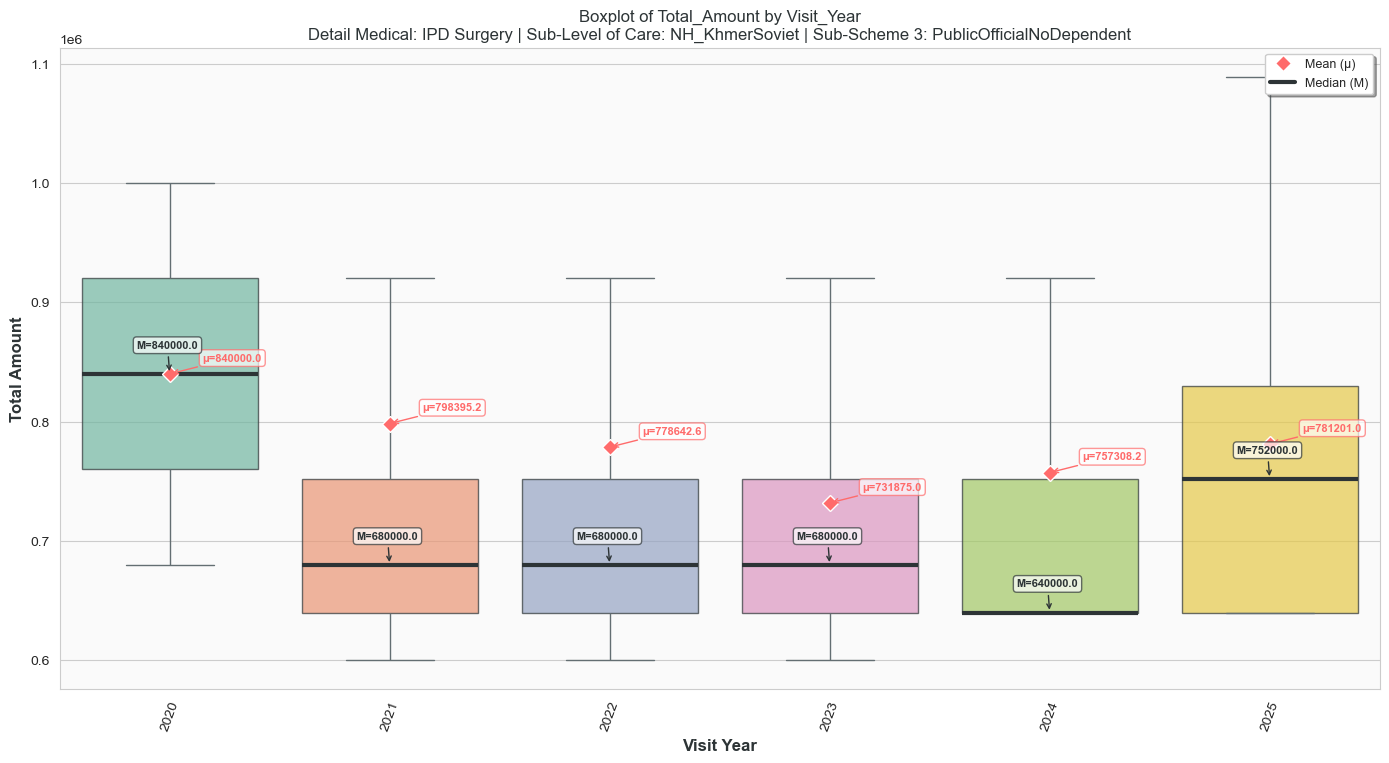 Boxplot of Total_Amount by Visit_Year
Detail Medical: IPD Surgery | Sub-Level of Care: NH_KhmerSoviet | Sub-Scheme 3: PublicOfficialNoDependent
1e6
1.1
1.0
0.9
0.8
0.7
0.6
Total Amount
Mean (μ)
Median (M)
M=840000.0
μ=840000.0
μ=798395.2
M=680000.0
μ=778642.6
M=680000.0
μ=731875.0
M=680000.0
μ=757308.2
M=640000.0
μ=781201.0
M=752000.0
2020
2021
2022
2023
2024
2025
Visit Year